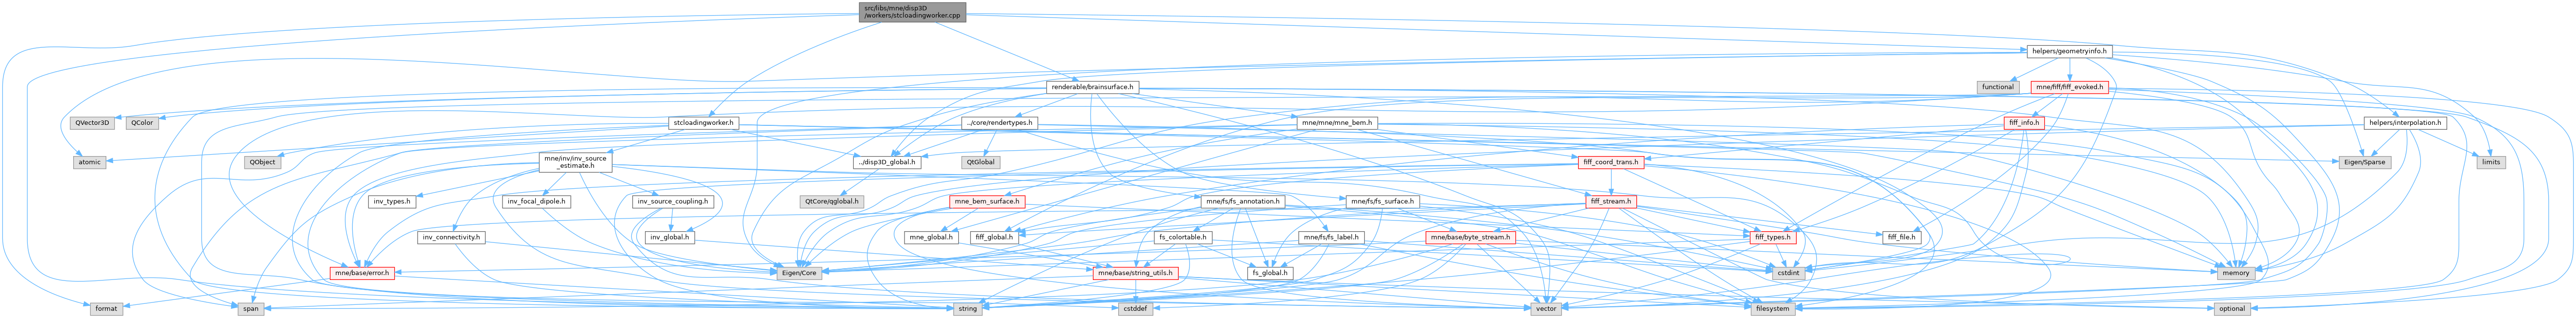 src/libs/mne/disp3D
/workers/stcloadingworker.cpp
helpers/geometryinfo.h
renderable/brainsurface.h
functional
mne/fiff/fiff_evoked.h
QVector3D
QColor
stcloadingworker.h
../core/rendertypes.h
mne/mne/mne_bem.h
fiff_info.h
helpers/interpolation.h
atomic
QObject
mne/inv/inv_source
_estimate.h
../disp3D_global.h
QtGlobal
fiff_coord_trans.h
Eigen/Sparse
limits
inv_types.h
inv_focal_dipole.h
inv_source_coupling.h
QtCore/qglobal.h
mne_bem_surface.h
mne/fs/fs_annotation.h
mne/fs/fs_surface.h
fiff_stream.h
inv_connectivity.h
inv_global.h
mne_global.h
fiff_global.h
fs_colortable.h
mne/fs/fs_label.h
mne/base/byte_stream.h
fiff_types.h
fiff_file.h
mne/base/error.h
Eigen/Core
mne/base/string_utils.h
fs_global.h
cstdint
memory
format
span
string
cstddef
vector
filesystem
optional